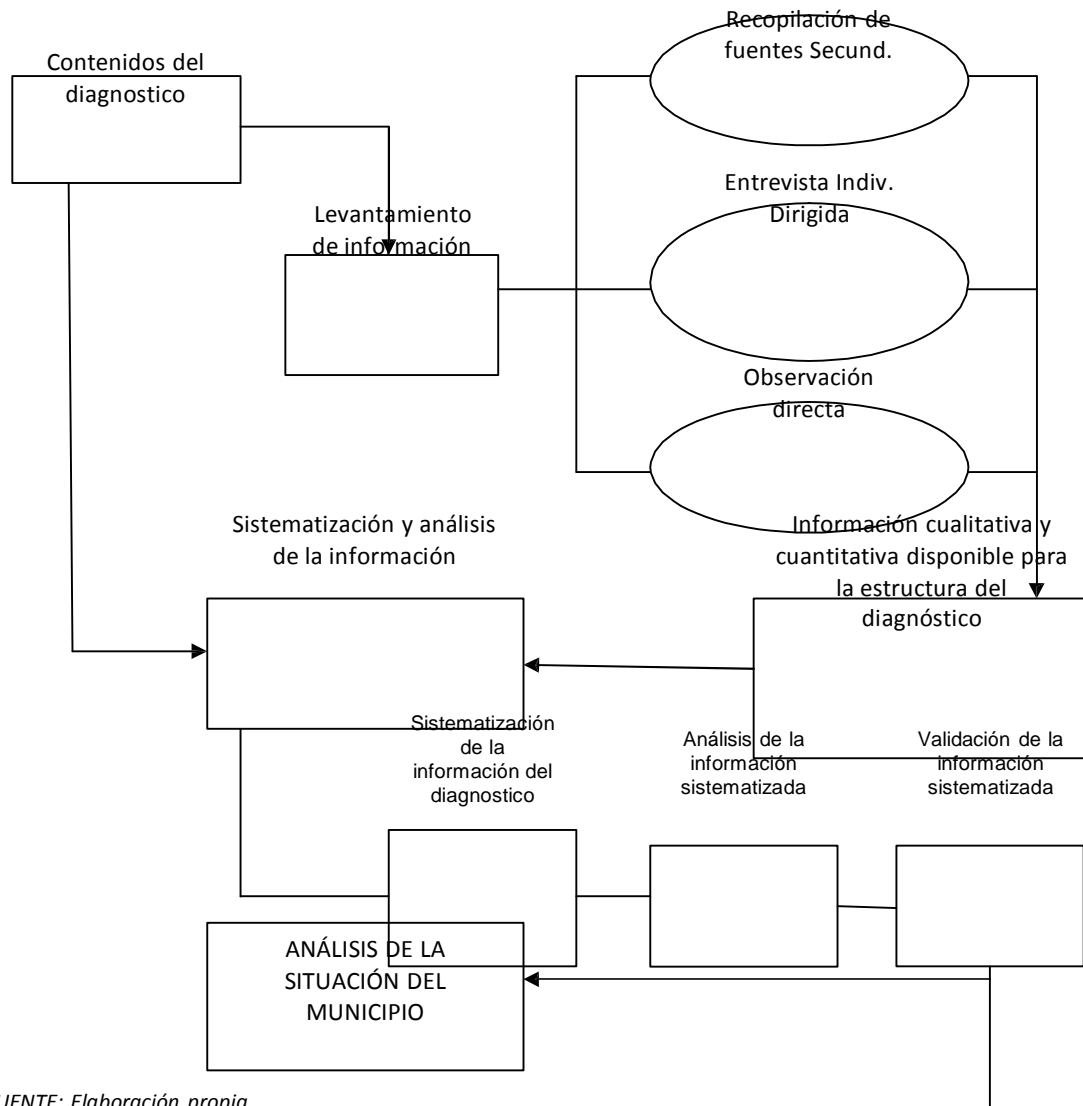 Recopilación de
fuentes Secund.
Contenidos del
diagnostico
Entrevista Indiv.
Dirigida
Levantamiento
de información
Observación
directa
Sistematización y análisis
de la información
Información cualitativa y
cuantitativa disponible para
la estructura del
diagnóstico
Sistematización
de la
información del
diagnostico
Análisis de la
información
sistematizada
Validación de la
información
sistematizada
ANÁLISIS DE LA
SITUACIÓN DEL
MUNICIPIO
UENTE: Elaboración propia